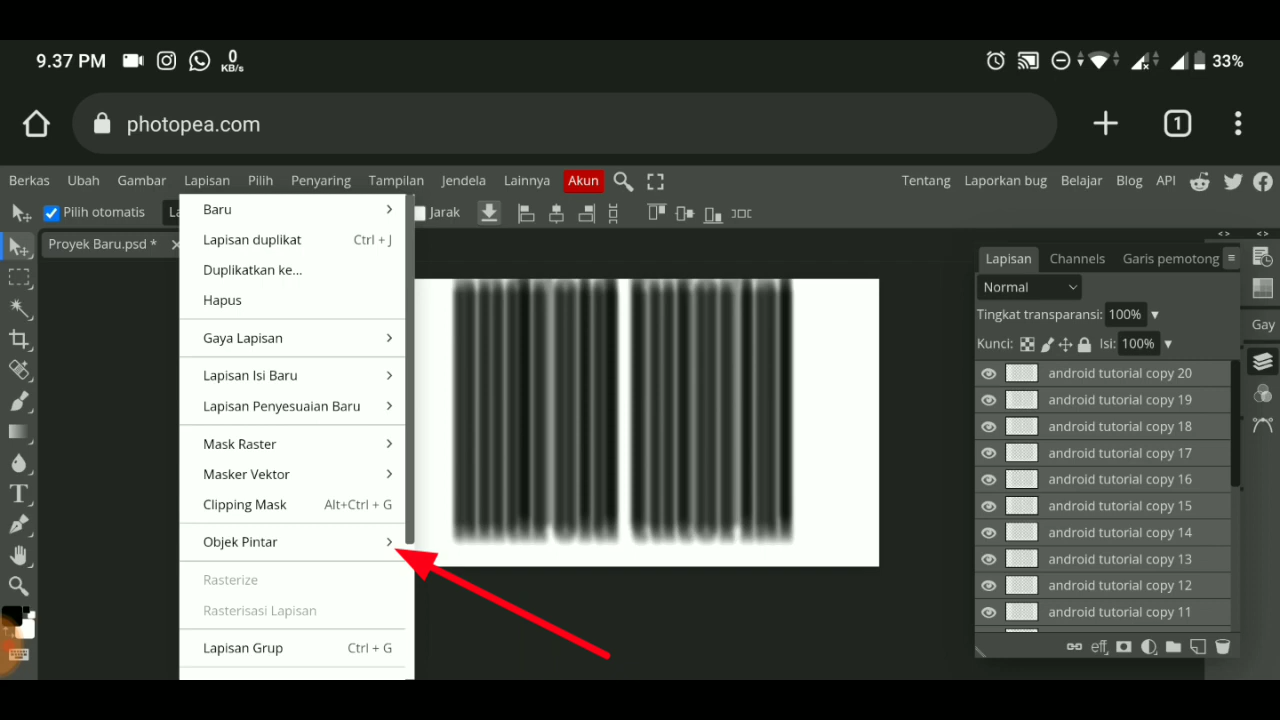 9.37 PM
0
KB/s
33%
photopea.com
1
Berkas Ubah Gambar Lapisan Pilih Penyaring Tampilan Jendela Lainnya Akun
Tentang Laporkan bug Belajar Blog API
Pilih otomatis
La
Jarak
Proyek Baru.psd *
Baru
Lapisan duplikat Ctrl + J
Duplikatkan ke...
Hapus
Gaya Lapisan
Lapisan Isi Baru
Lapisan Penyesuaian Baru
Mask Raster
Masker Vektor
Clipping Mask Alt+Ctrl + G
Objek Pintar
Rasterize
Rasterisasi Lapisan
Lapisan Grup Ctrl + G
Lapisan Channels Garis pemotong
Normal
Tingkat transparansi: 100%
Kunci: Isi: 100%
android tutorial copy 20
android tutorial copy 19
android tutorial copy 18
android tutorial copy 17
android tutorial copy 16
android tutorial copy 15
android tutorial copy 14
android tutorial copy 13
android tutorial copy 12
android tutorial copy 11
eff
Gay